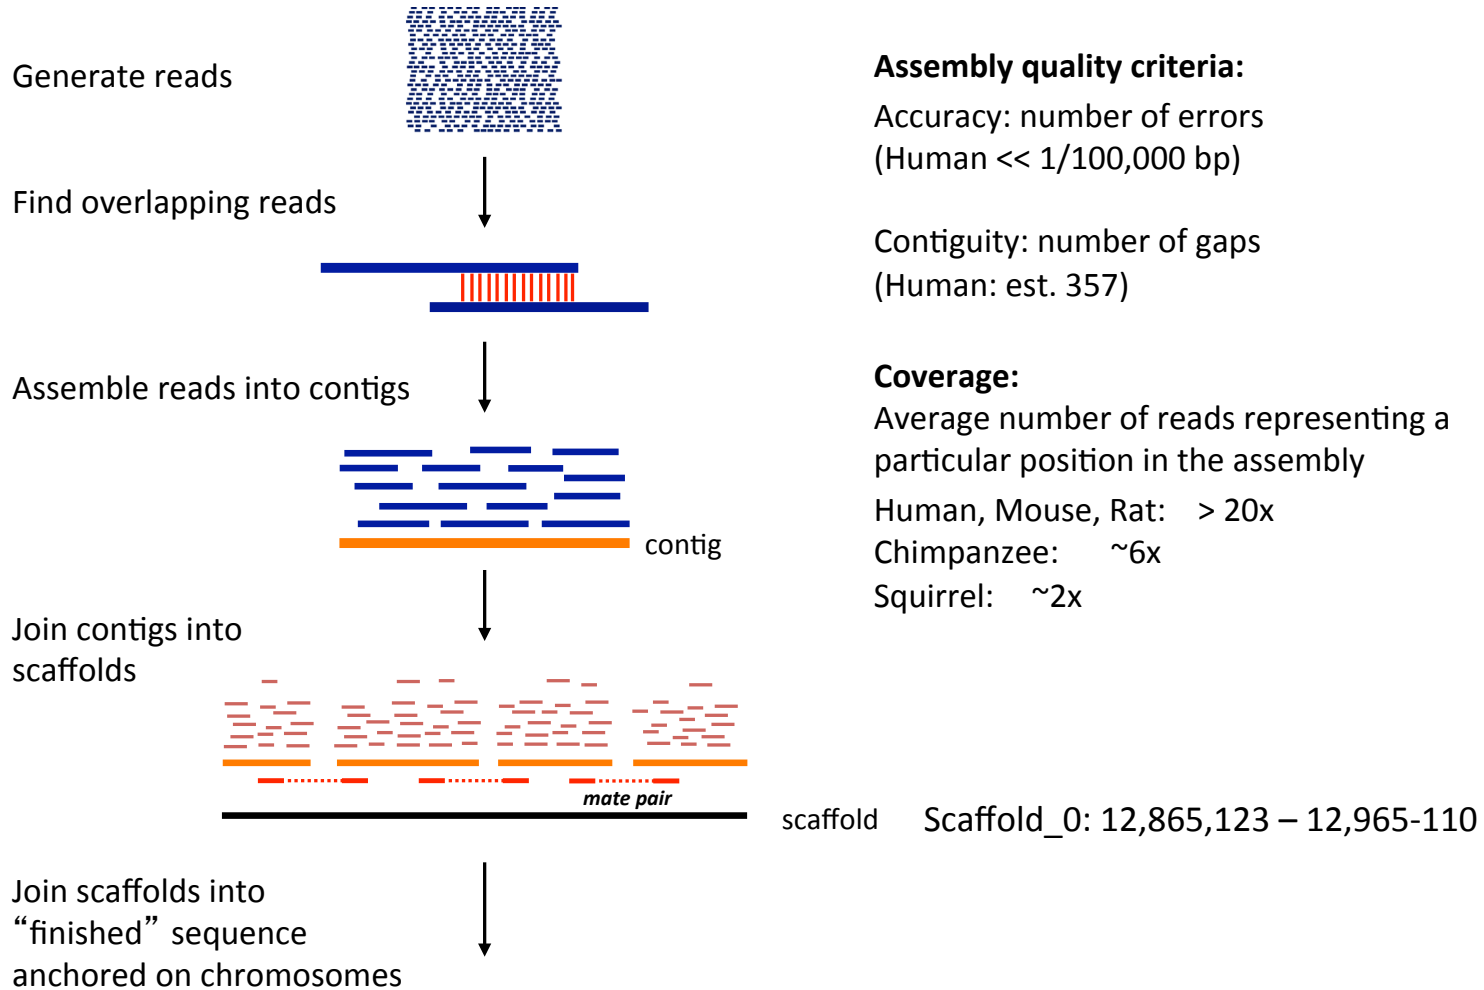 Generate reads
Find overlapping reads
Assemble reads into contigs
contig
Join contigs into
scaffolds
mate pair
scaffold
Scaffold_0: 12,865,123 – 12,965-110
Join scaffolds into
“finished” sequence
anchored on chromosomes
Assembly quality criteria:
Accuracy: number of errors
(Human << 1/100,000 bp)
Contiguity: number of gaps
(Human: est. 357)
Coverage:
Average number of reads representing a
particular position in the assembly
Human, Mouse, Rat: > 20x
Chimpanzee: ~6x
Squirrel: ~2x